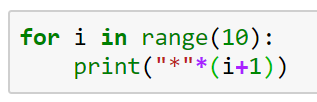 for i in range(10):
    print("*"*(i+1))